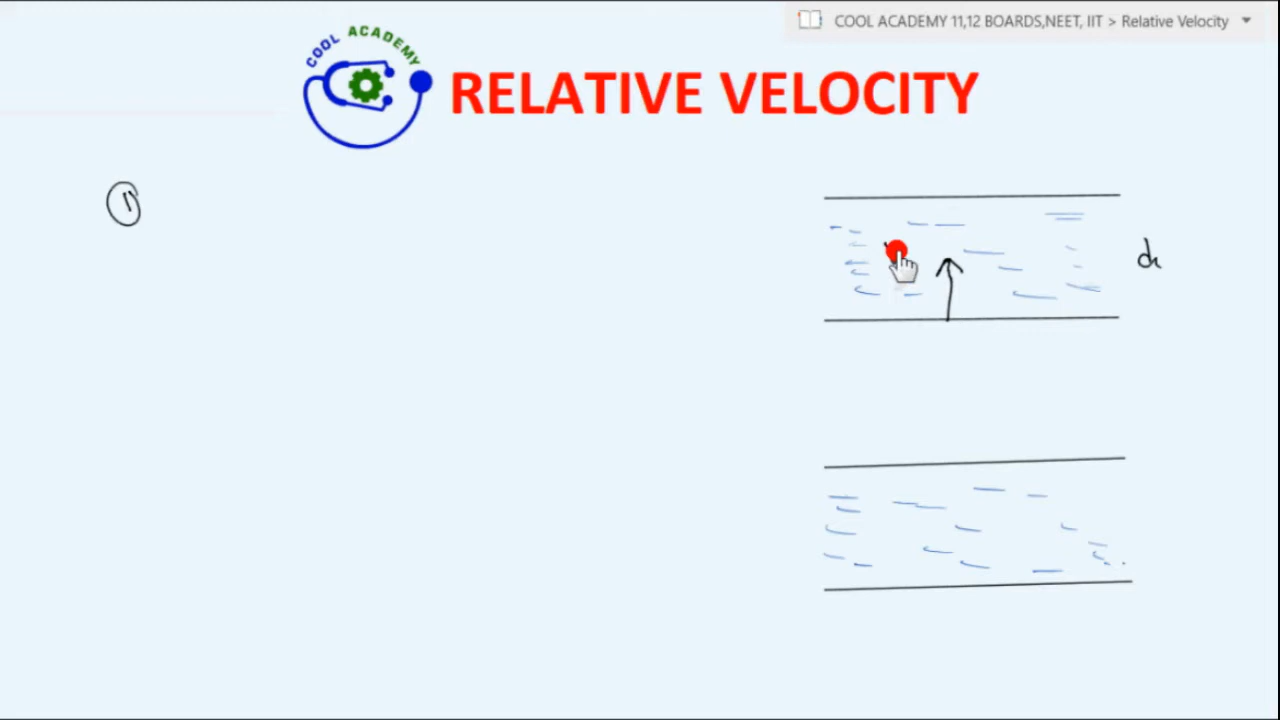 COOL ACADEMY 11,12 BOARDS,NEET, IIT > Relative Velocity
COOL ACADEMY
RELATIVE VELOCITY
1
d